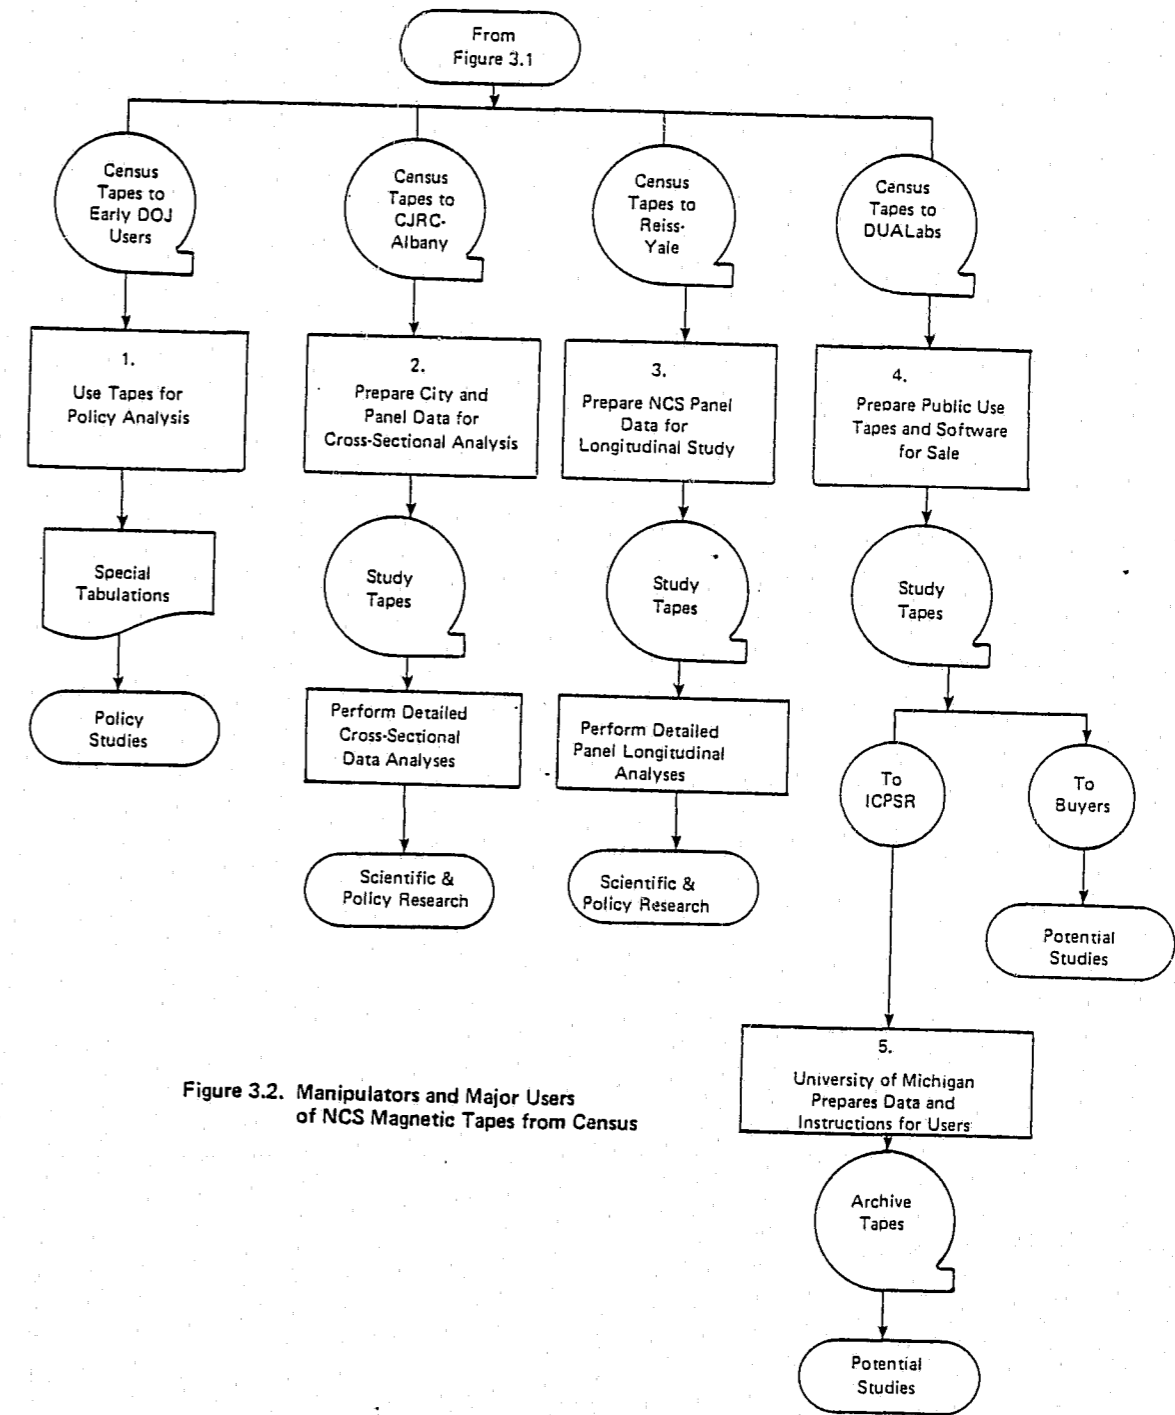 From
Figure 3.1
Census
Tapes to
Early DOJ
Users
Census
Tapes to
CJRC-
Albany
Census
Tapes to
Reiss-
Yale
Census
Tapes to
DUALabs
1.
Use Tapes for
Policy Analysis
2.
Prepare City and
Panel Data for
Cross-Sectional Analysis
3.
Prepare NCS Panel
Data for
Longitudinal Study
4.
Prepare Public Use
Tapes and Software
for Sale
Special
Tabulations
Study
Tapes
Study
Tapes
Study
Tapes
Policy
Studies
Perform Detailed
Cross-Sectional
Data Analyses
Perform Detailed
Panel Longitudinal
Analyses
To
ICPSR
To
Buyers
Scientific &
Policy Research
Scientific &
Policy Research
Potential
Studies
5.
University of Michigan
Prepares Data and
Instructions for Users
Figure 3.2. Manipulators and Major Users
of NCS Magnetic Tapes from Census
Archive
Tapes
Potential
Studies